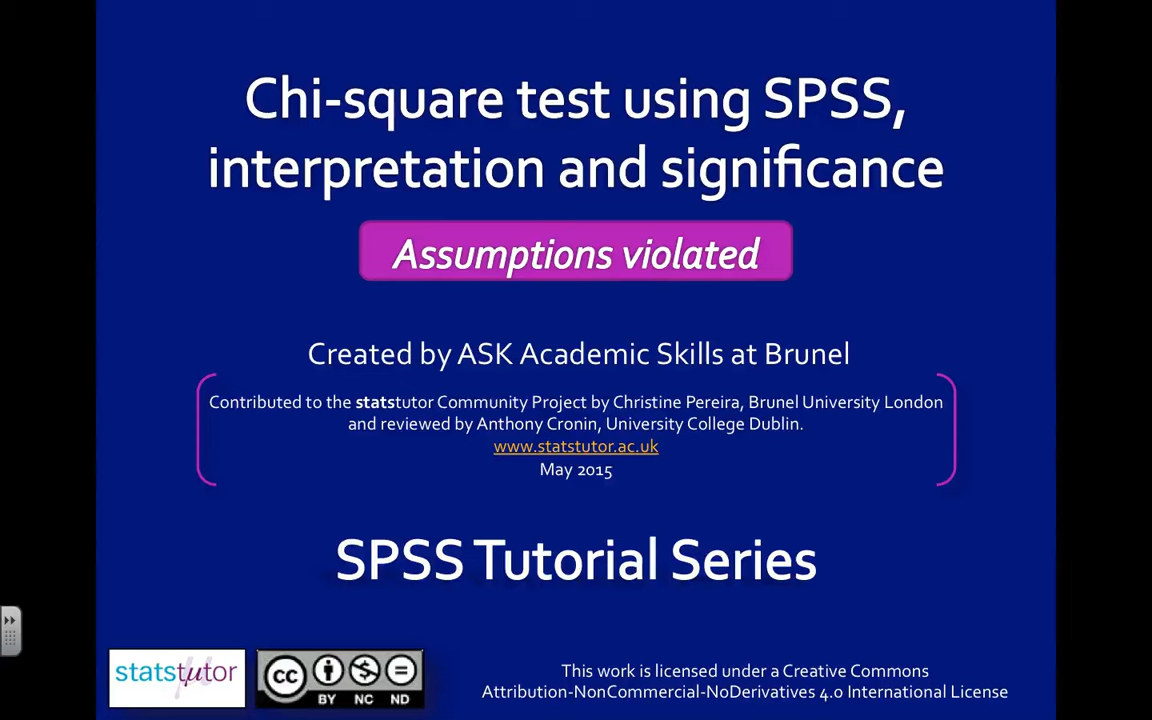 Chi-square test using SPSS,
interpretation and significance
Assumptions violated
Created by ASK Academic Skills at Brunel
Contributed to the statstutor Community Project by Christine Pereira, Brunel University London
and reviewed by Anthony Cronin, University College Dublin.
www.statstutor.ac.uk
May 2015
SPSS Tutorial Series
statstutor
cc
BY NC ND
This work is licensed under a Creative Commons
Attribution-NonCommercial-NoDerivatives 4.0 International License